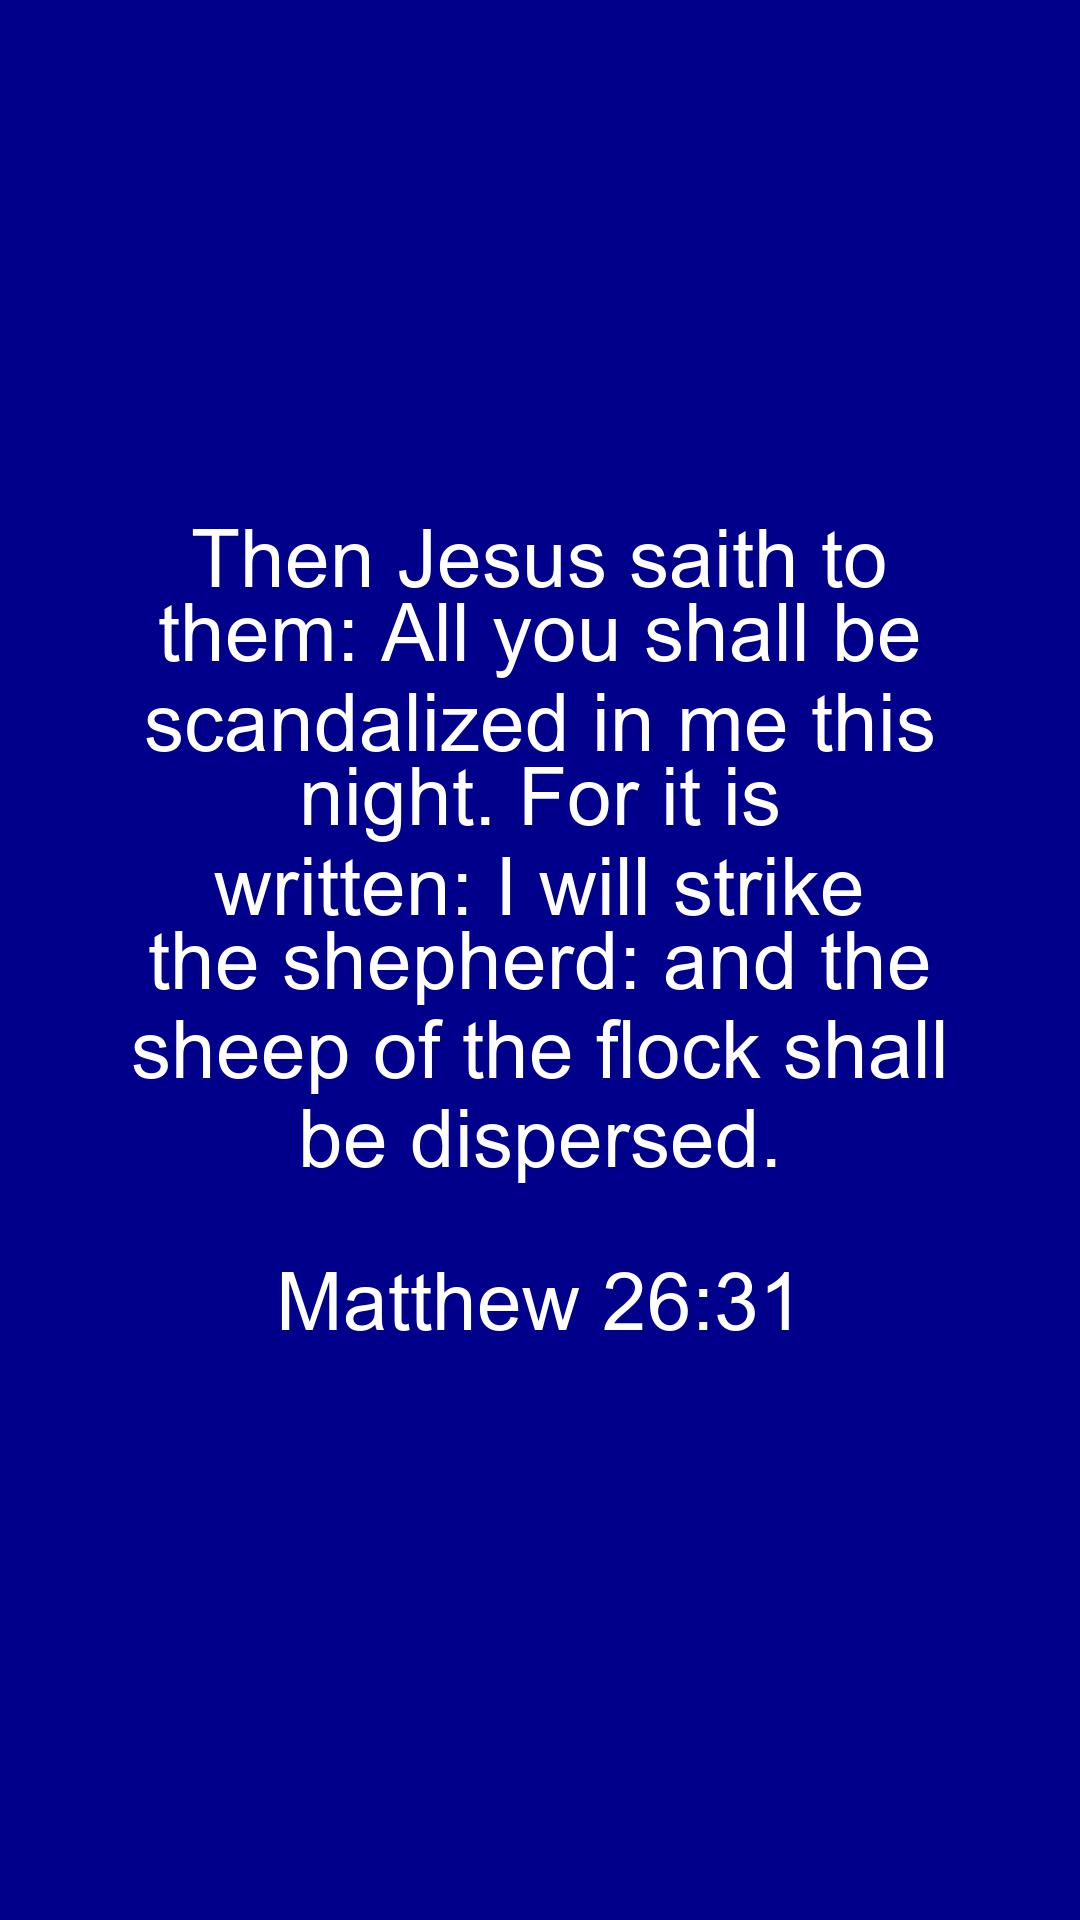 Then Jesus saith to
them: All you shall be
scandalized in me this
night. For it is
written: I will strike
the shepherd: and the
sheep of the flock shall
be dispersed.
Matthew 26:31